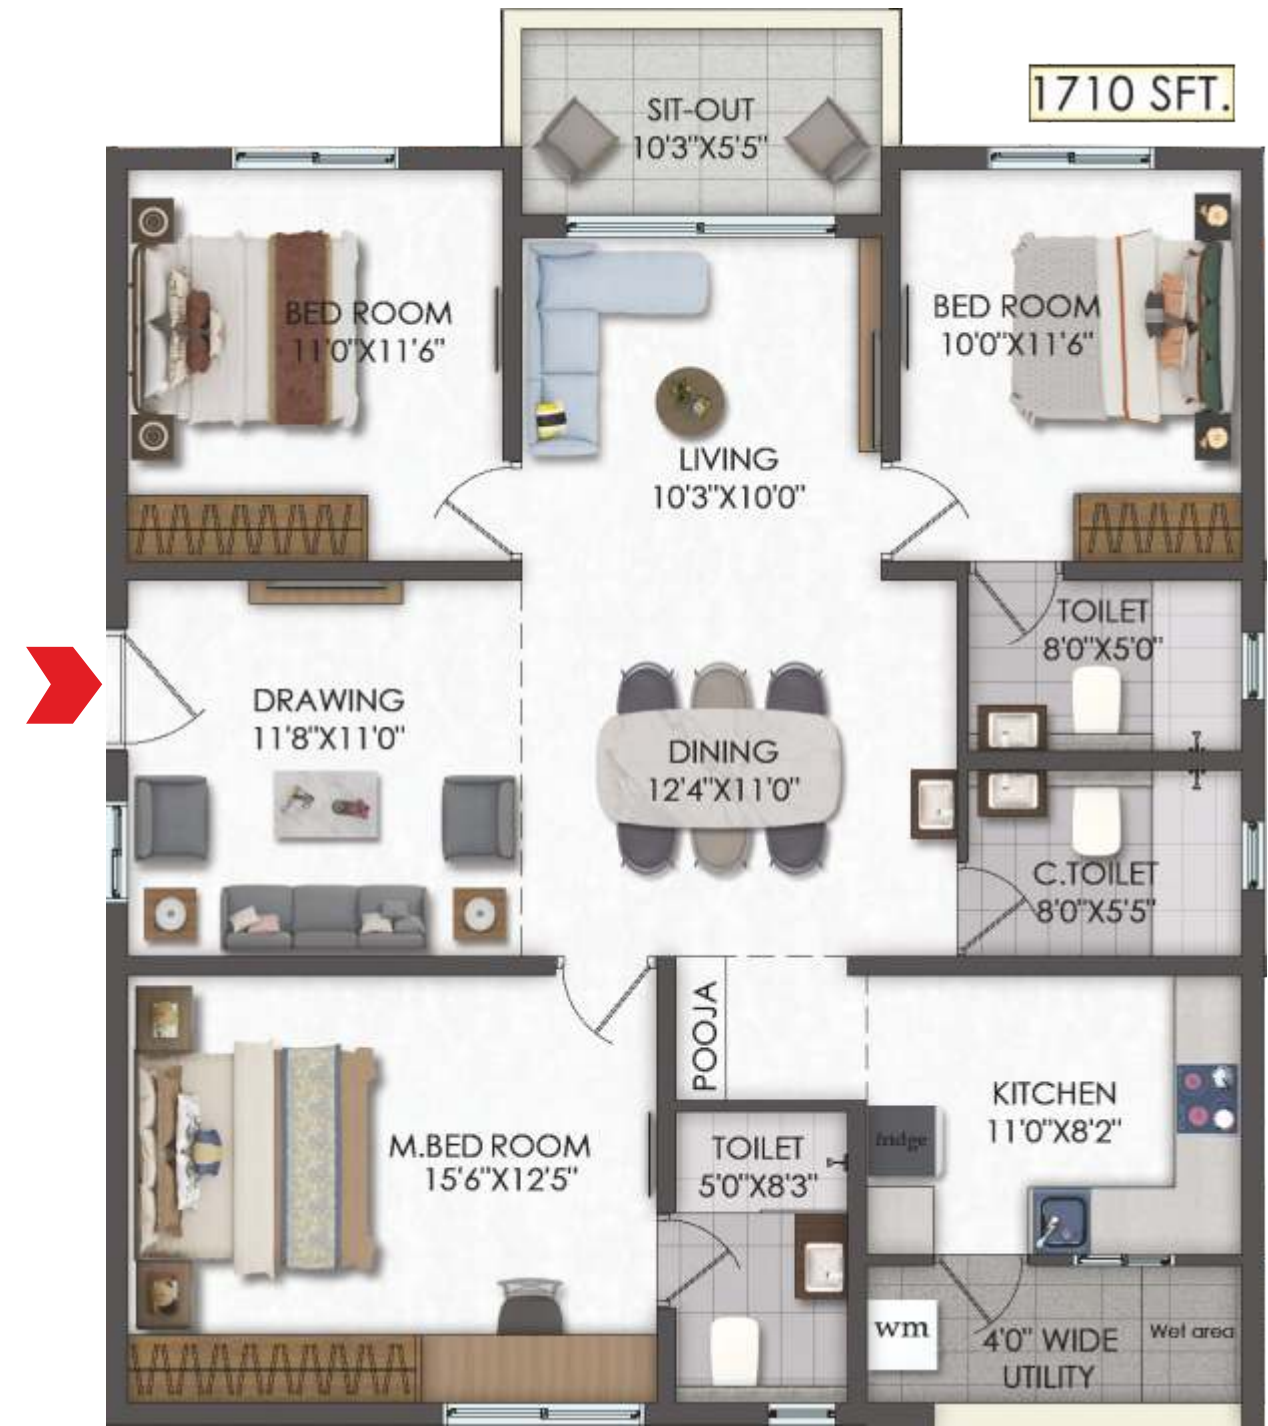 SIT-OUT
10'3"X5'5"
1710 SFT.
BED ROOM
11'0"X11'6"
BED ROOM
10'0"X11'6"
LIVING
10'3"X10'0"
TOILET
8'0"X5'0"
DRAWING
11'8"X11'0"
DINING
12'4"X11'0"
C.TOILET
8'0"X5'5"
POOJA
KITCHEN
11'0"X8'2"
fridge
M.BED ROOM
15'6"X12'5"
TOILET
5'0"X8'3"
wm
4'0" WIDE
UTILITY
Wet area